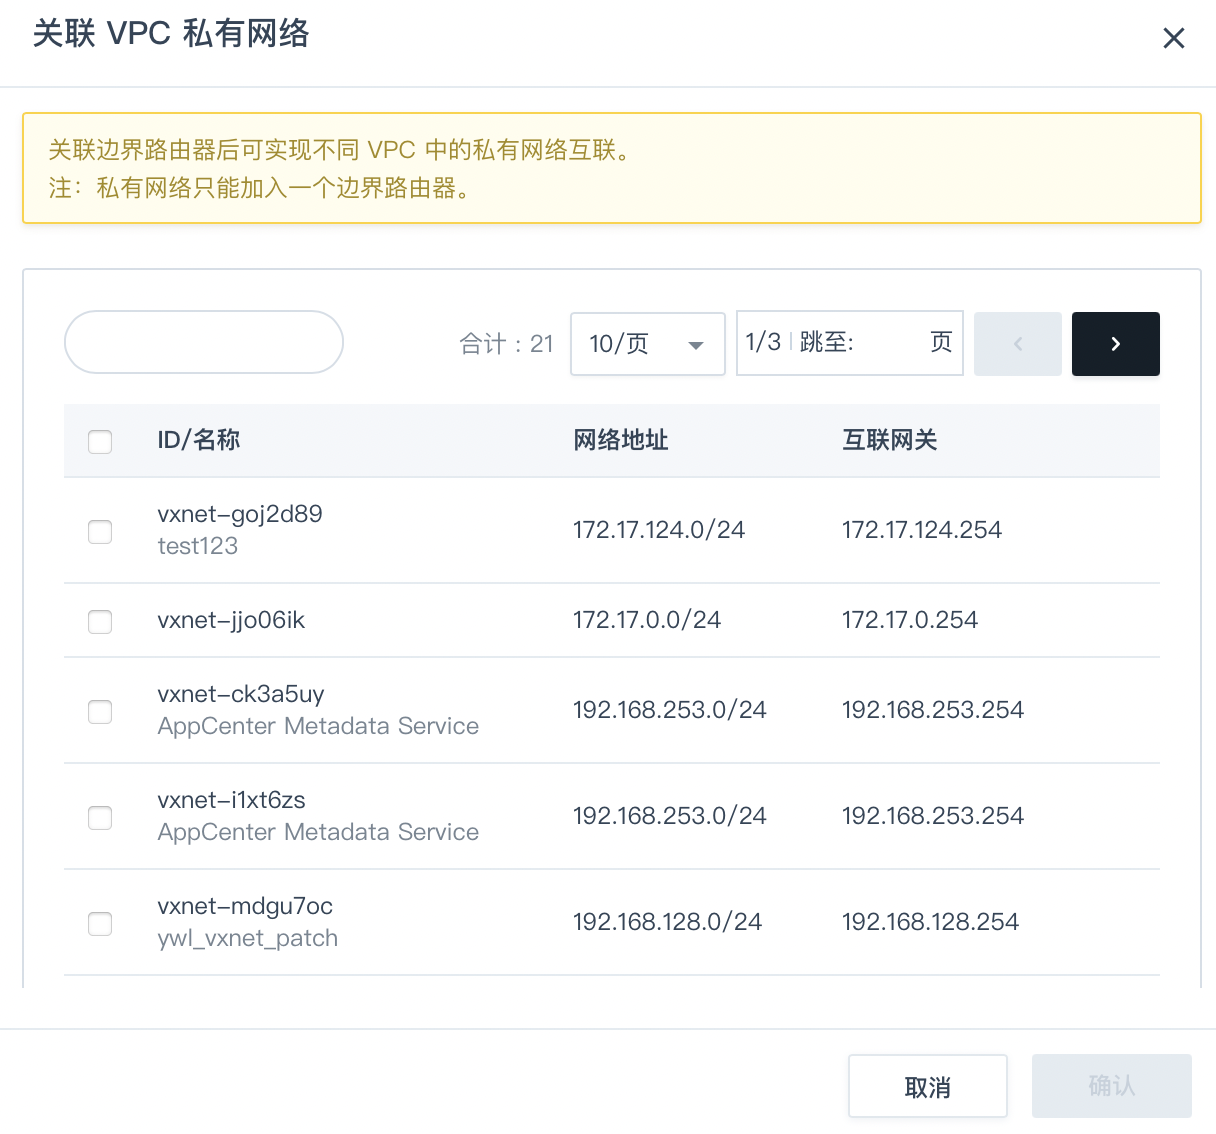 关联 VPC 私有网络
关联边界路由器后可实现不同 VPC 中的私有网络互联。
注：私有网络只能加入一个边界路由器。
合计：21 10/页 1/3 跳至: 页
ID/名称 网络地址 互联网关
vxnet-goj2d89 172.17.124.0/24 172.17.124.254
test123
vxnet-jjo06ik 172.17.0.0/24 172.17.0.254
vxnet-ck3a5uy 192.168.253.0/24 192.168.253.254
AppCenter Metadata Service
vxnet-i1xt6zs 192.168.253.0/24 192.168.253.254
AppCenter Metadata Service
vxnet-mdgu7oc 192.168.128.0/24 192.168.128.254
ywl_vxnet_patch
取消 确认